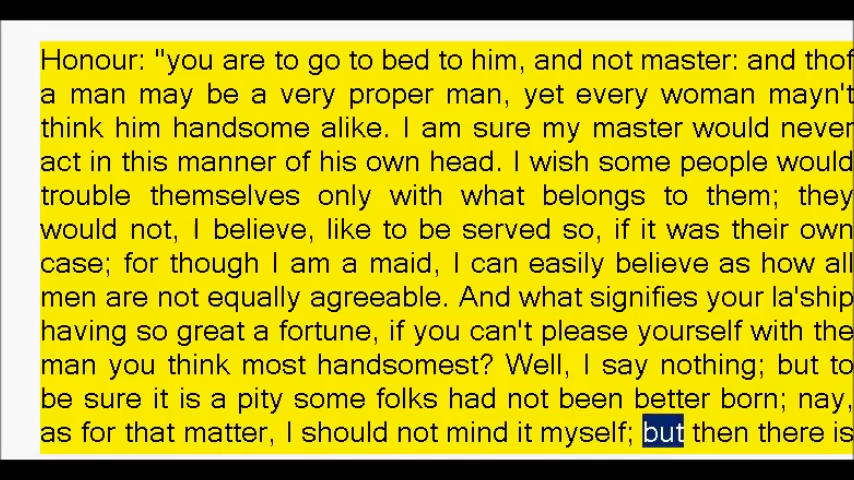 Honour: "you are to go to bed to him, and not master: and thof
a man may be a very proper man, yet every woman mayn't
think him handsome alike. I am sure my master would never
act in this manner of his own head. I wish some people would
trouble themselves only with what belongs to them; they
would not, I believe, like to be served so, if it was their own
case; for though I am a maid, I can easily believe as how all
men are not equally agreeable. And what signifies your la'ship
having so great a fortune, if you can't please yourself with the
man you think most handsomest? Well, I say nothing; but to
be sure it is a pity some folks had not been better born; nay,
as for that matter, I should not mind it myself; but then there is